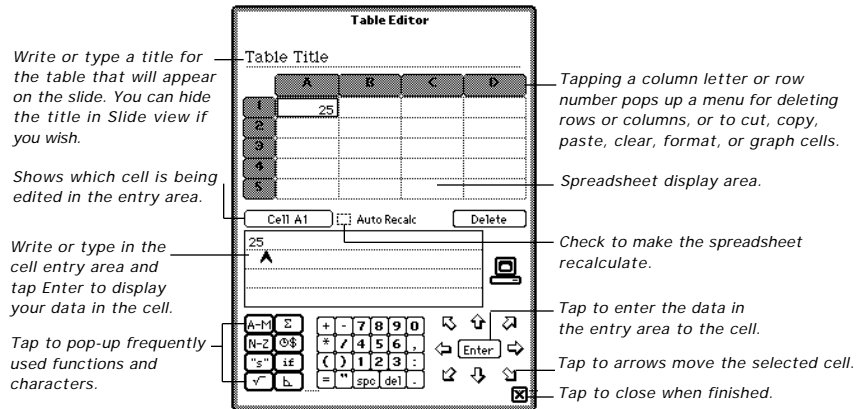 Table Editor
Table Title
Write or type a title for
the table that will appear
on the slide. You can hide
the title in Slide view if
you wish.
A B C D
1 25
2
3
4
5
Tapping a column letter or row
number pops up a menu for deleting
rows or columns, or to cut, copy,
paste, clear, format, or graph cells.
Shows which cell is being
edited in the entry area.
Spreadsheet display area.
Cell A1 Auto Recalc Delete
Write or type in the
cell entry area and
tap Enter to display
your data in the cell.
25
Check to make the spreadsheet
recalculate.
Tap to enter the data in
the entry area to the cell.
Tap to pop-up frequently
used functions and
characters.
A-M Σ + - 7 8 9 0
N-Z $ * / 4 5 6 , Enter
"s" if ( ) 1 2 3 :
√ = " spc del .
Tap to arrows move the selected cell.
Tap to close when finished.